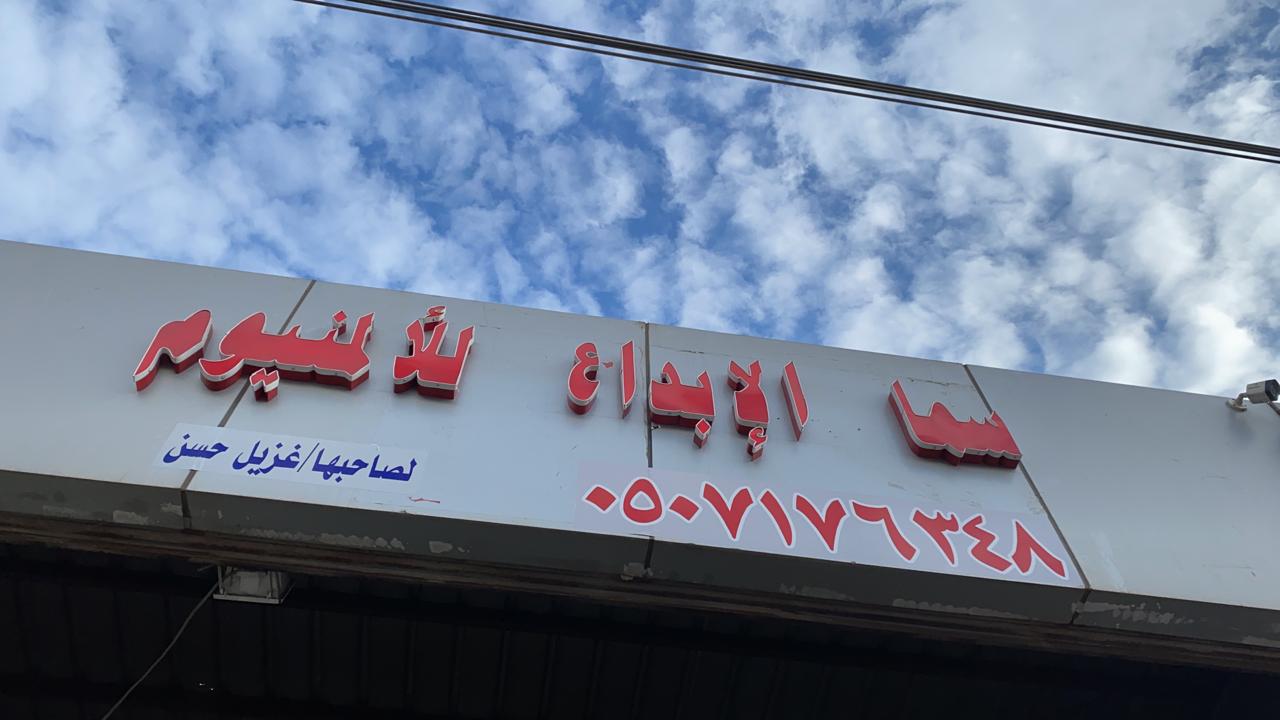 سما الإبداع للألمنيوم
لصاحبها/غزيل حسن
٠٥٠٧١٧٦٣٤٨